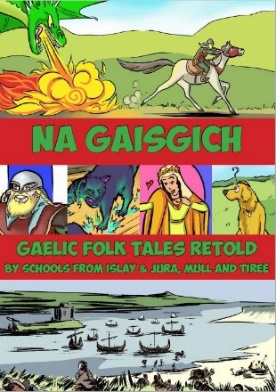 NA GAISGICH
?
GAELIC FOLK TALES RETOLD
BY SCHOOLS FROM ISLAY & JURA, MULL AND TIREE